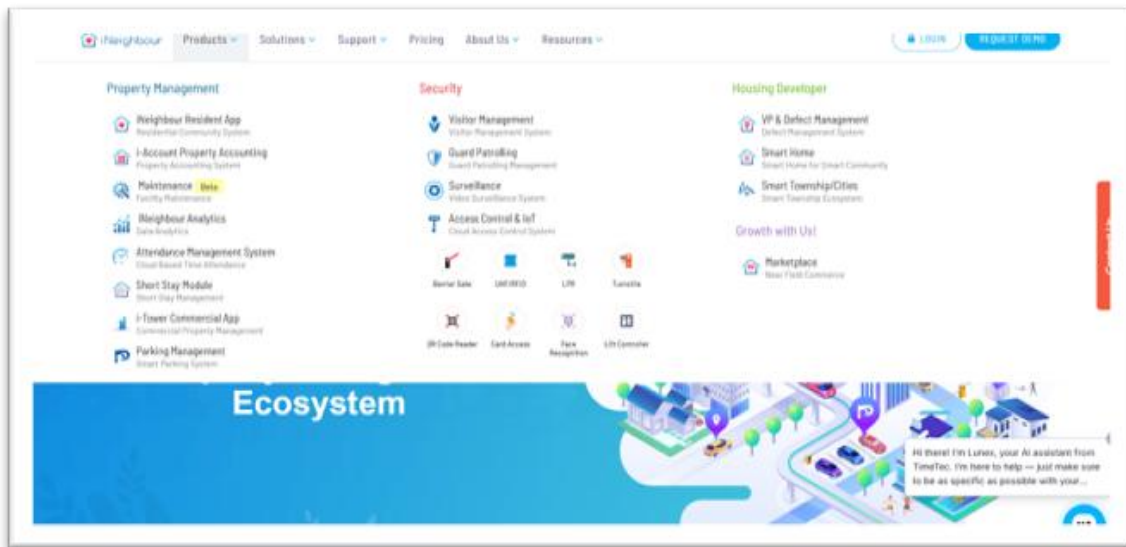 iNeighbour
Products
Solutions
Support
Pricing
About Us
Resources
LOGIN
REQUEST DEMO
Property Management
iNeighbour Resident App
Residential Community System
i-Account Property Accounting
Property Accounting System
Maintenance Beta
Facility Maintenance
iNeighbour Analytics
Data Analytics
Attendance Management System
Cloud Based Time Attendance
Short Stay Module
Short Stay Management
i-Tower Commercial App
Commercial Property Management
Parking Management
Smart Parking System
Security
Visitor Management
Visitor Management System
Guard Patrolling
Guard Patrolling Management
Surveillance
Video Surveillance System
Access Control & IoT
Cloud Access Control System
Barrier Gate
UHF/RFID
LPR
Turnstile
QR Code Reader
Card Access
Face
Recognition
Lift Controller
Housing Developer
VP & Defect Management
Defect Management System
Smart Home
Smart Home for Smart Community
Smart Township/Cities
Smart Township Ecosystem
Growth with Us!
Marketplace
Near Field Commerce
Ecosystem
Hi there! I'm Lunex, your AI assistant from
TimeTec. I'm here to help — just make sure
to be as specific as possible with your...